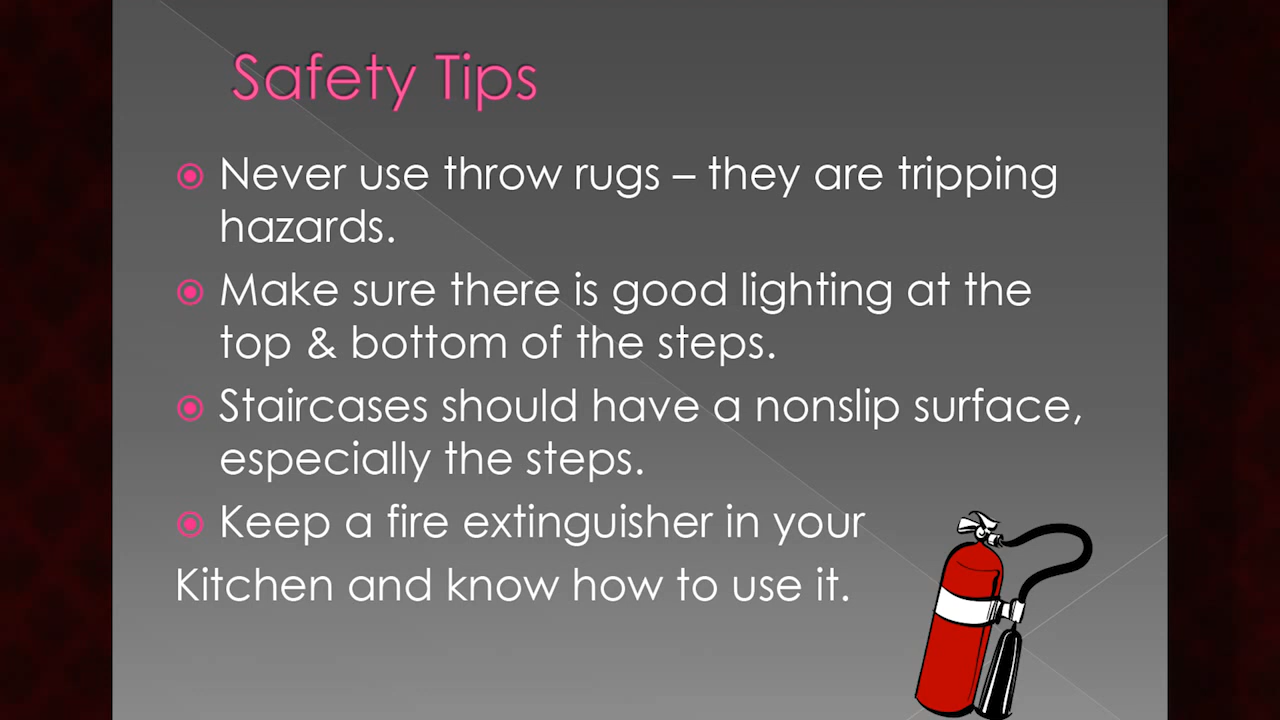 Safety Tips
Never use throw rugs – they are tripping
hazards.
Make sure there is good lighting at the
top & bottom of the steps.
Staircases should have a nonslip surface,
especially the steps.
Keep a fire extinguisher in your
Kitchen and know how to use it.